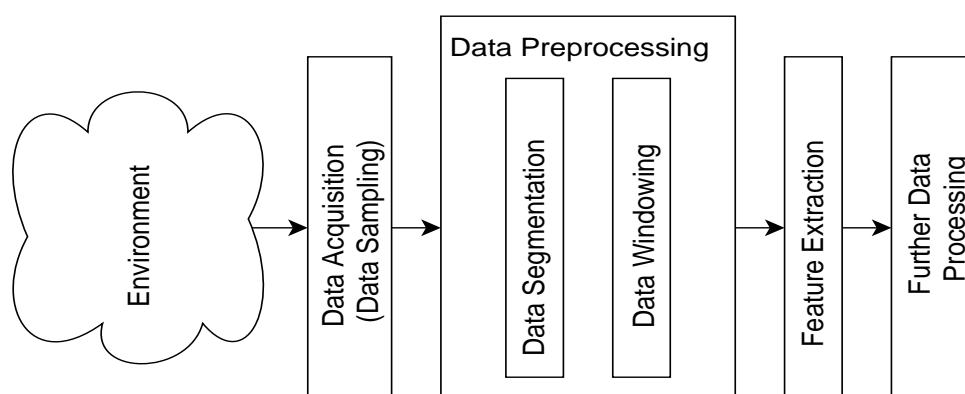 Environment
Data Acquisition
(Data Sampling)
Data Preprocessing
Data Segmentation
Data Windowing
Feature Extraction
Further Data
Processing